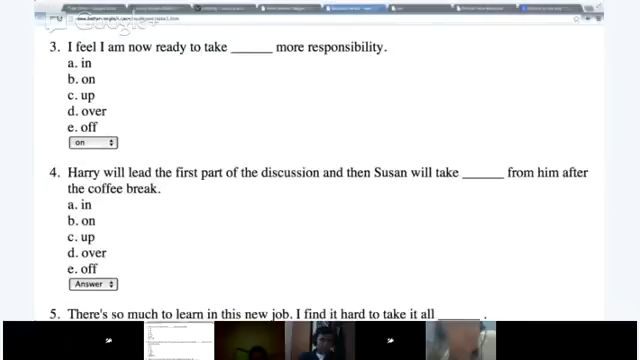 3. I feel I am now ready to take ______ more responsibility.
a. in
b. on
c. up
d. over
e. off
on
4. Harry will lead the first part of the discussion and then Susan will take ______ from him after
the coffee break.
a. in
b. on
c. up
d. over
e. off
Answer
5. There's so much to learn in this new job. I find it hard to take it all ______ .